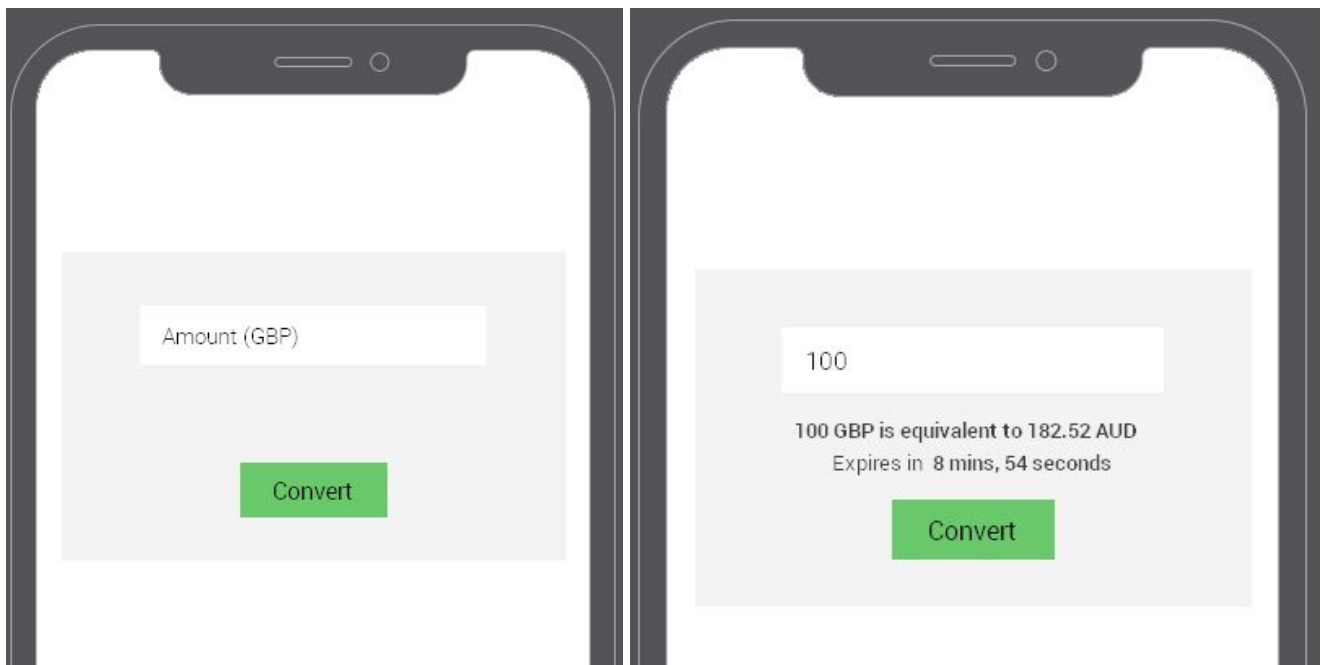 Amount (GBP)
Convert
100
100 GBP is equivalent to 182.52 AUD
Expires in 8 mins, 54 seconds
Convert